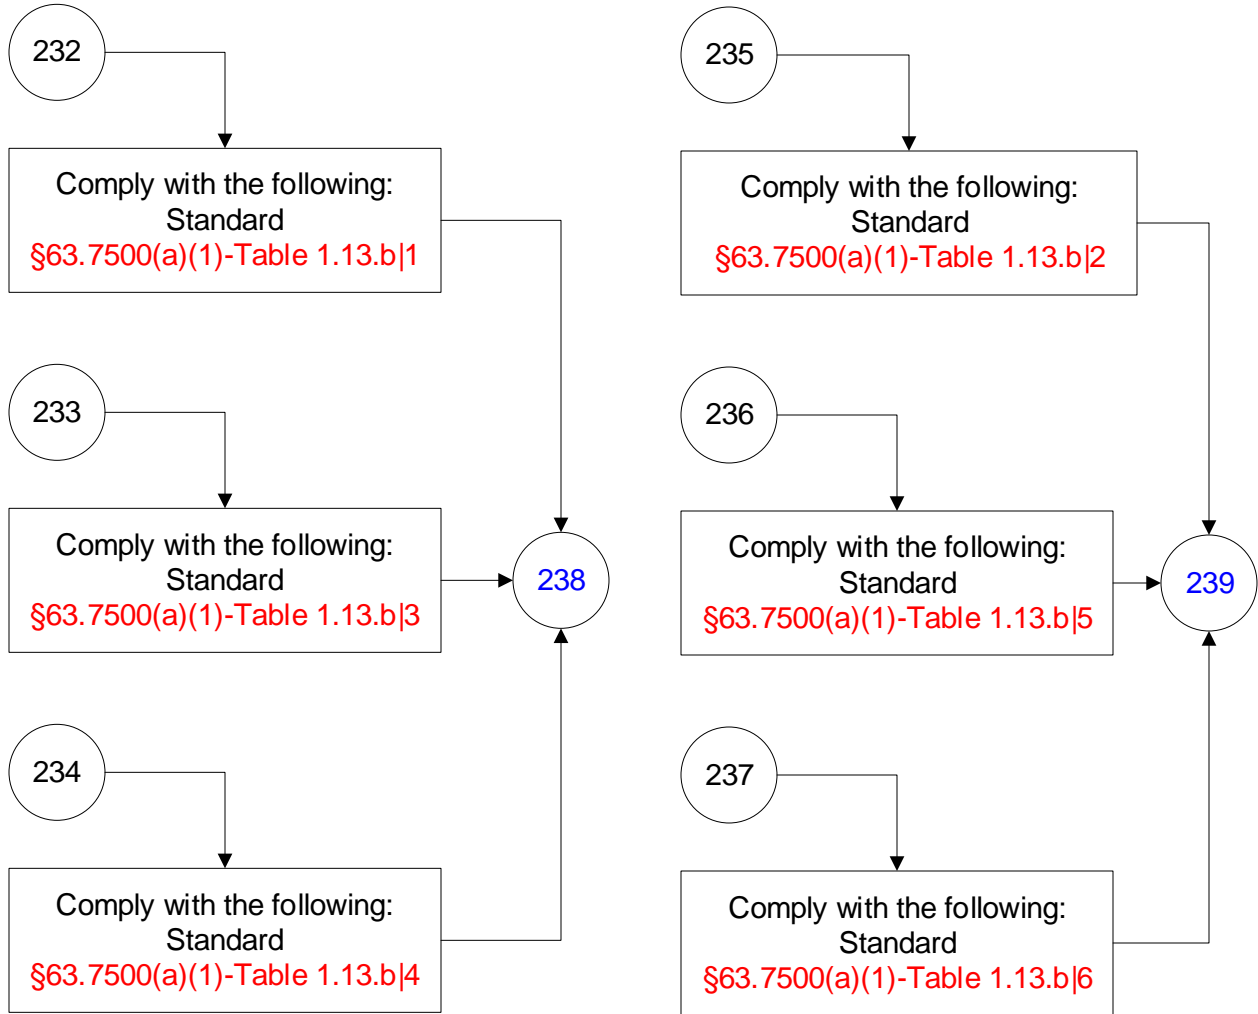 232
Comply with the following:
Standard
§63.7500(a)(1)-Table 1.13.b|1
233
Comply with the following:
Standard
§63.7500(a)(1)-Table 1.13.b|3
238
234
Comply with the following:
Standard
§63.7500(a)(1)-Table 1.13.b|4
235
Comply with the following:
Standard
§63.7500(a)(1)-Table 1.13.b|2
236
Comply with the following:
Standard
§63.7500(a)(1)-Table 1.13.b|5
239
237
Comply with the following:
Standard
§63.7500(a)(1)-Table 1.13.b|6